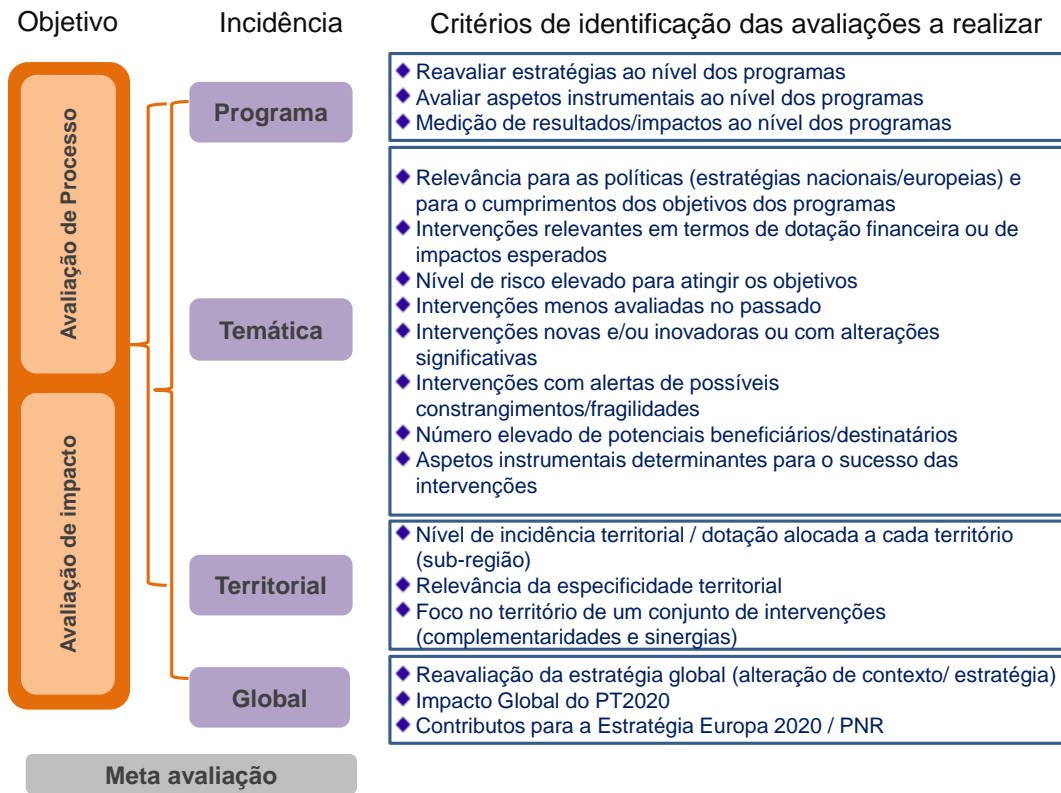 Objetivo
Incidência
Critérios de identificação das avaliações a realizar
Avaliação de Processo
Avaliação de impacto
Programa
◆ Reavaliar estratégias ao nível dos programas
◆ Avaliar aspetos instrumentais ao nível dos programas
◆ Medição de resultados/impactos ao nível dos programas
Temática
◆ Relevância para as políticas (estratégias nacionais/europeias) e
para o cumprimentos dos objetivos dos programas
◆ Intervenções relevantes em termos de dotação financeira ou de
impactos esperados
◆ Nível de risco elevado para atingir os objetivos
◆ Intervenções menos avaliadas no passado
◆ Intervenções novas e/ou inovadoras ou com alterações
significativas
◆ Intervenções com alertas de possíveis
constrangimentos/fragilidades
◆ Número elevado de potenciais beneficiários/destinatários
◆ Aspetos instrumentais determinantes para o sucesso das
intervenções
Territorial
◆ Nível de incidência territorial / dotação alocada a cada território
(sub-região)
◆ Relevância da especificidade territorial
◆ Foco no território de um conjunto de intervenções
(complementaridades e sinergias)
Global
◆ Reavaliação da estratégia global (alteração de contexto/ estratégia)
◆ Impacto Global do PT2020
◆ Contributos para a Estratégia Europa 2020 / PNR
Meta avaliação